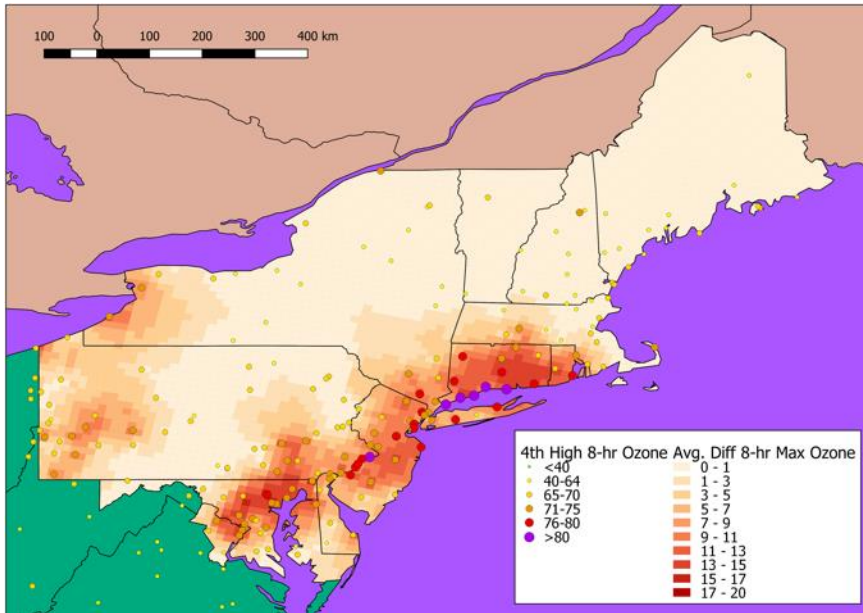 100 0 100 200 300 400 km
4th High 8-hr Ozone Avg. Diff 8-hr Max Ozone
<40 0 - 1
40-64 1 - 3
65-70 3 - 5
71-75 5 - 7
76-80 7 - 9
>80 9 - 11
11 - 13
13 - 15
15 - 17
17 - 20